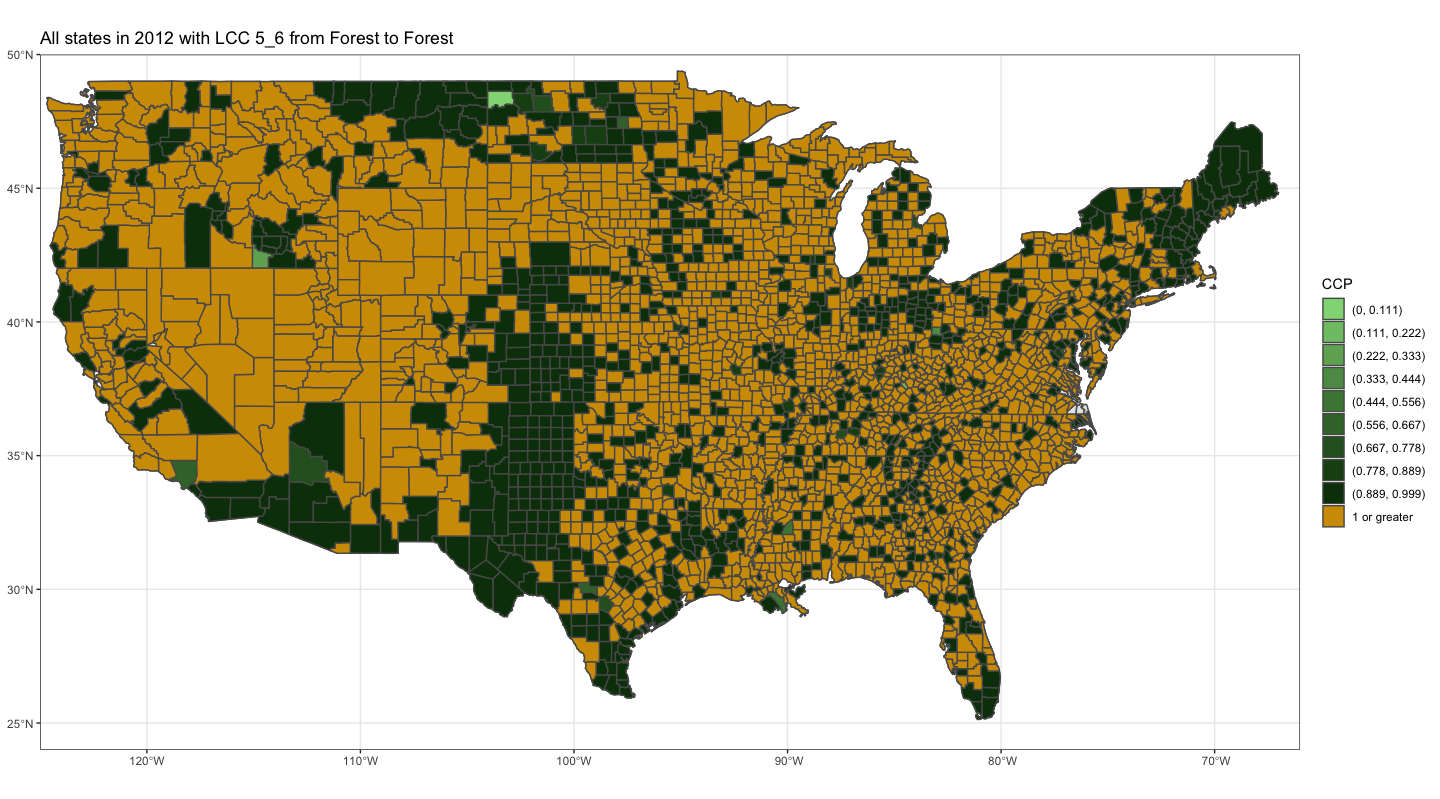 All states in 2012 with LCC 5_6 from Forest to Forest
50°N
45°N
40°N
35°N
30°N
25°N
120°W
110°W
100°W
90°W
80°W
70°W
CCP
(0, 0.111)
(0.111, 0.222)
(0.222, 0.333)
(0.333, 0.444)
(0.444, 0.556)
(0.556, 0.667)
(0.667, 0.778)
(0.778, 0.889)
(0.889, 0.999)
1 or greater